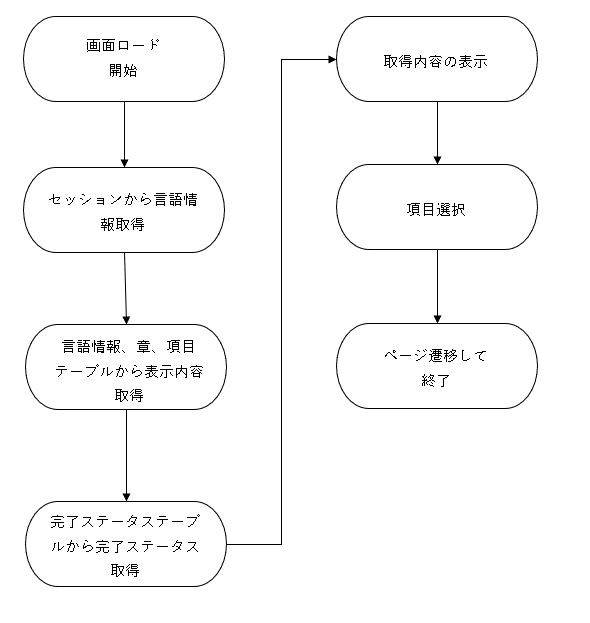 画面ロード
開始
セッションから言語情
報取得
言語情報、章、項目
テーブルから表示内容
取得
完了ステータステーブ
ルから完了ステータス
取得
取得内容の表示
項目選択
ページ遷移して
終了